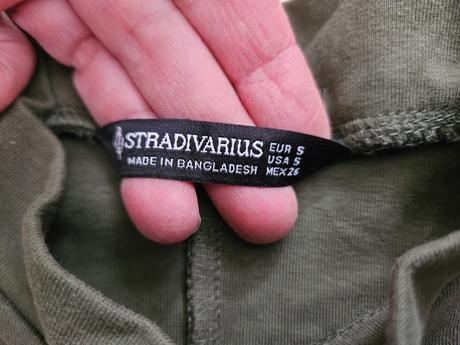 STRADIVARIUS
MADE IN BANGLADESH
EUR S
USA S
MEX 26